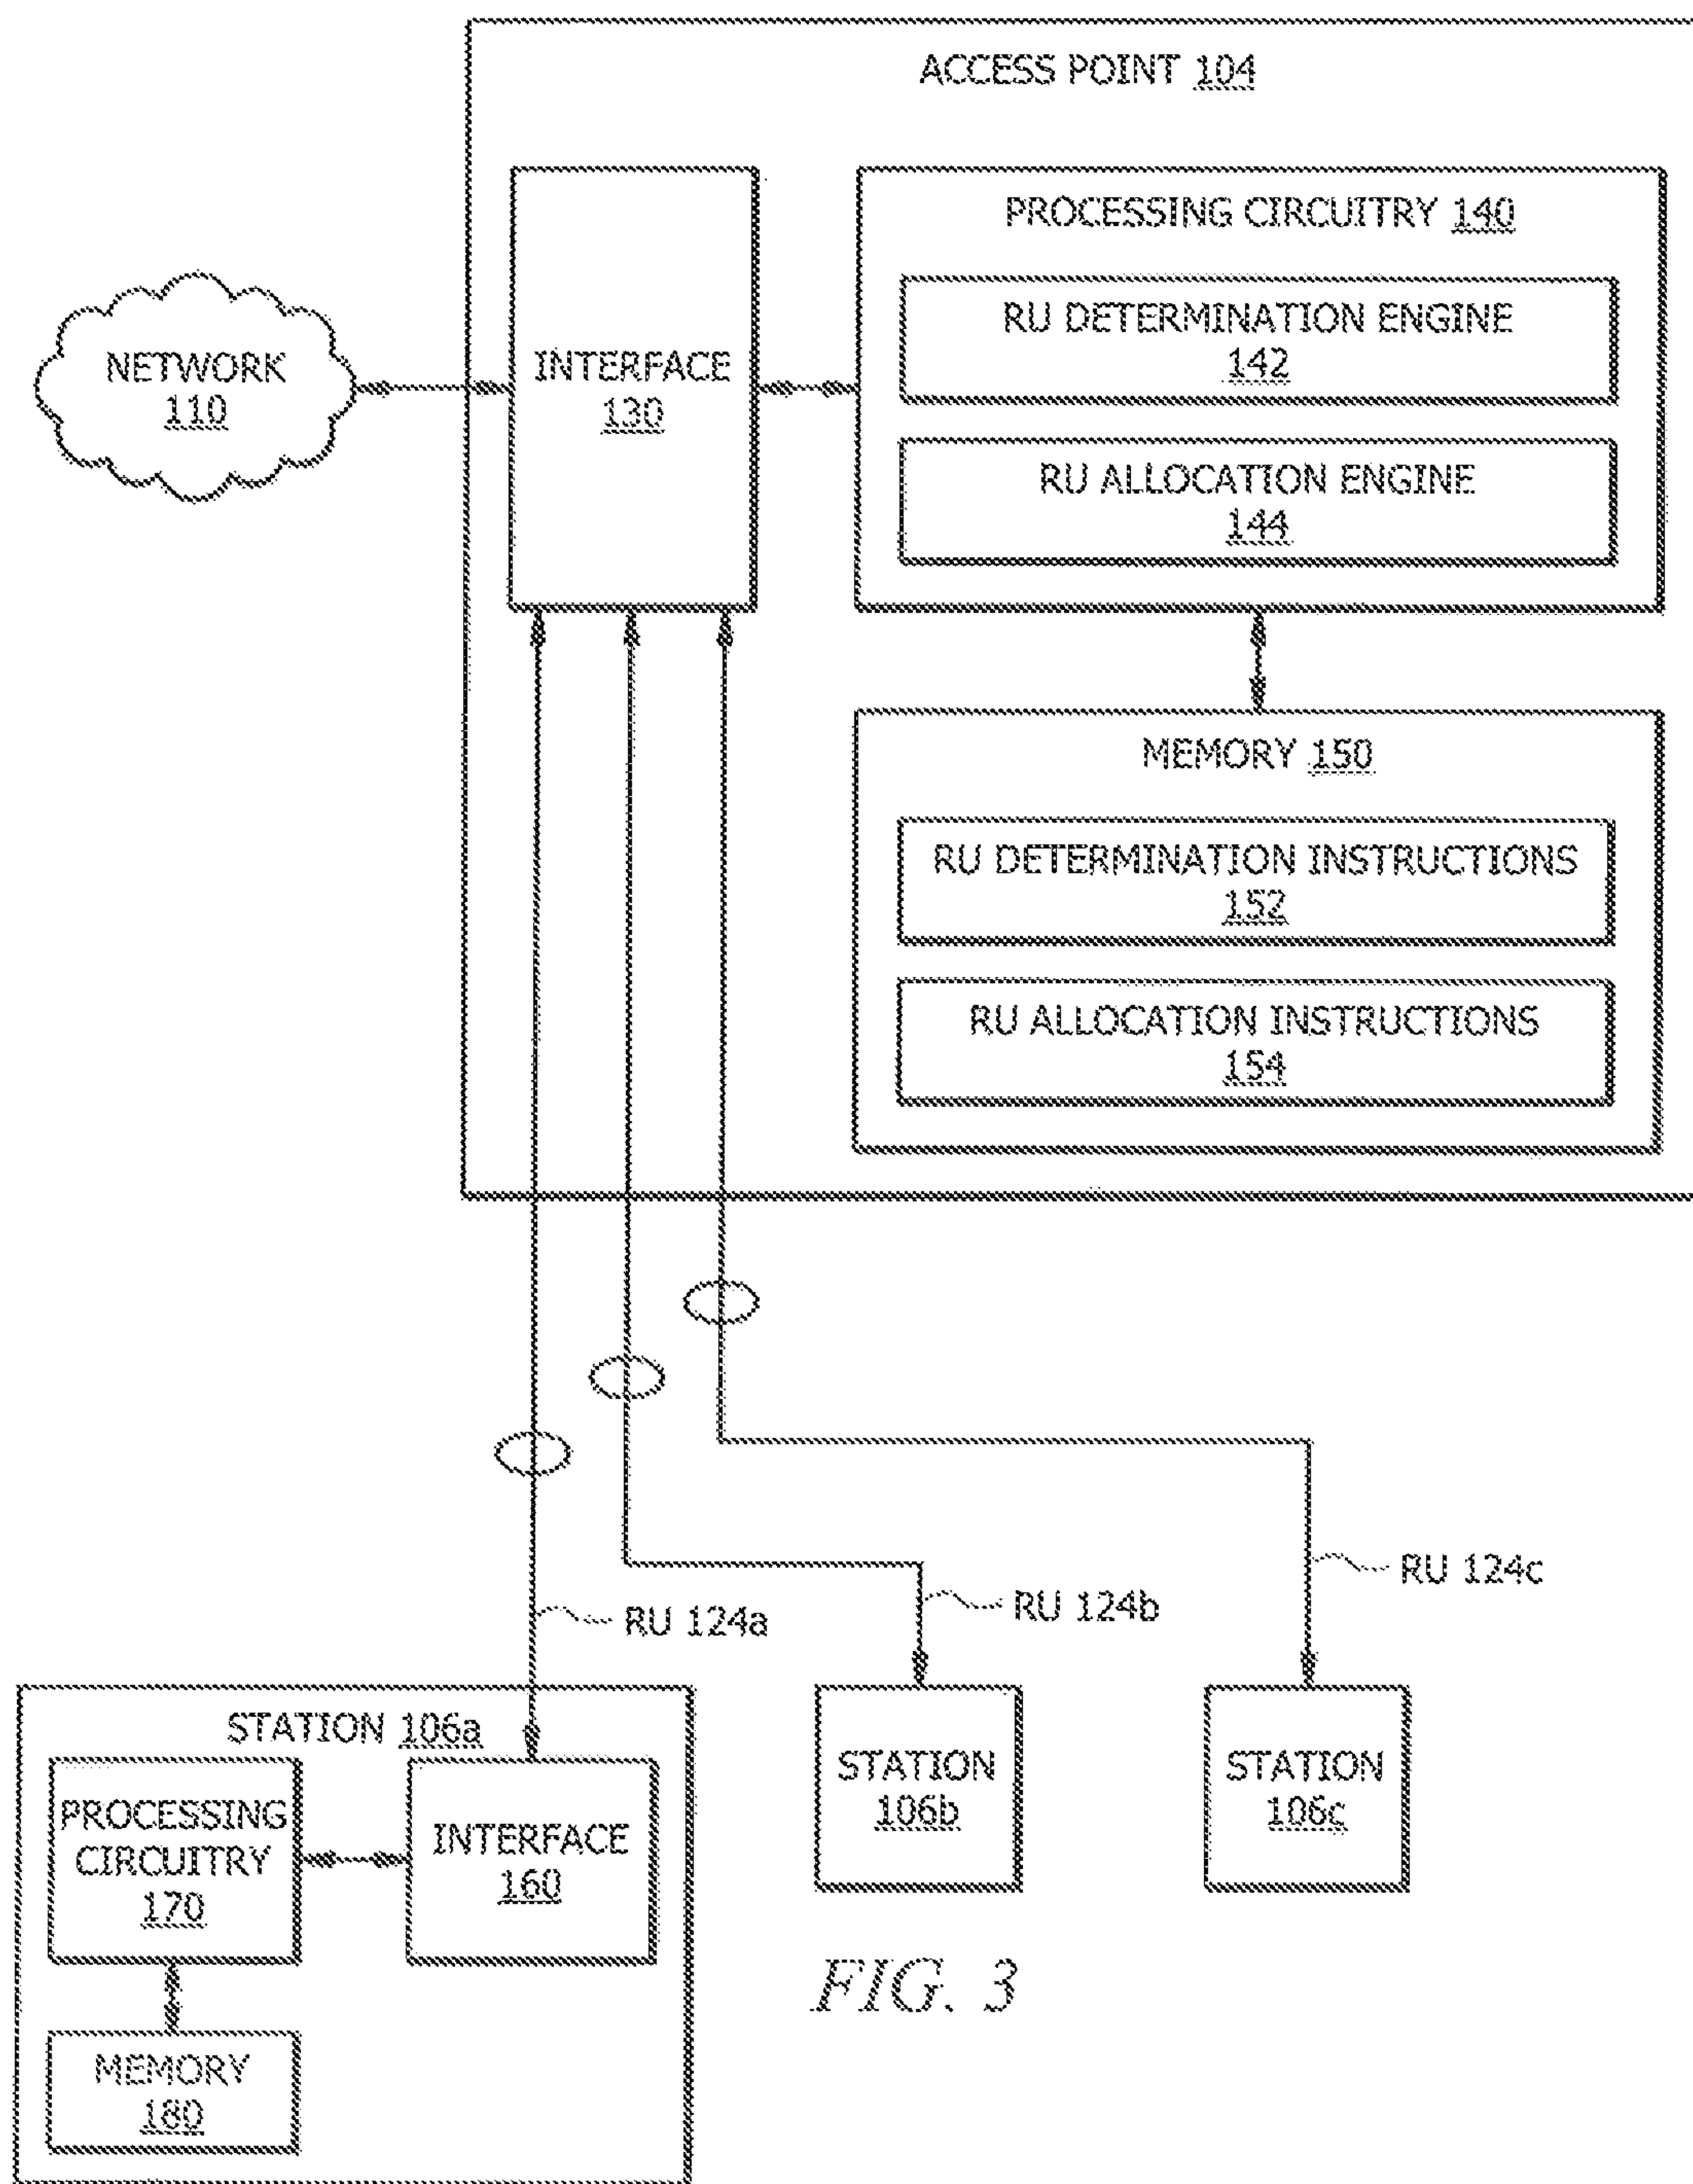 ACCESS POINT 104
PROCESSING CIRCUITRY 140
RU DETERMINATION ENGINE
142
RU ALLOCATION ENGINE
144
INTERFACE
130
NETWORK
110
MEMORY 150
RU DETERMINATION INSTRUCTIONS
152
RU ALLOCATION INSTRUCTIONS
154
RU 124a
RU 124b
RU 124c
STATION 106a
PROCESSING
CIRCUITRY
170
INTERFACE
160
MEMORY
180
STATION
106b
STATION
106c
FIG. 3